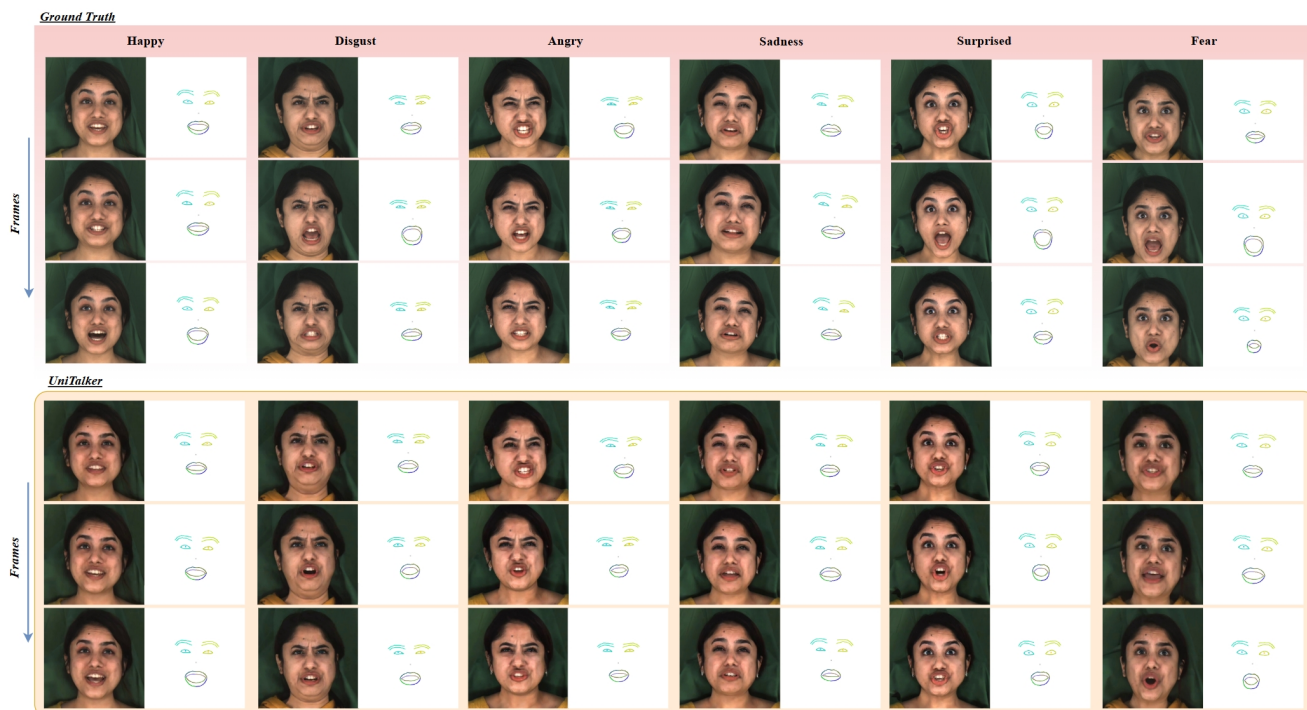 Ground Truth
Happy Disgust Angry Sadness Surprised Fear
Frames
UniTalker
Frames